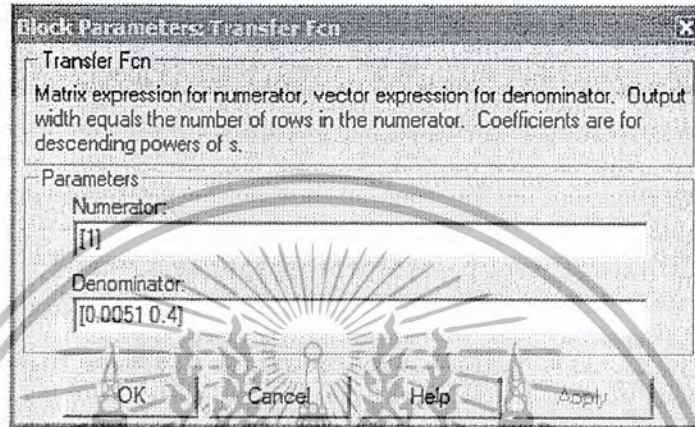 Block Parameters: Transfer Fcn
Transfer Fcn
Matrix expression for numerator, vector expression for denominator. Output
width equals the number of rows in the numerator. Coefficients are for
descending powers of s.
Parameters
Numerator:
[1]
Denominator:
[0.0051 0.4]
OK
Cancel
Help
Apply